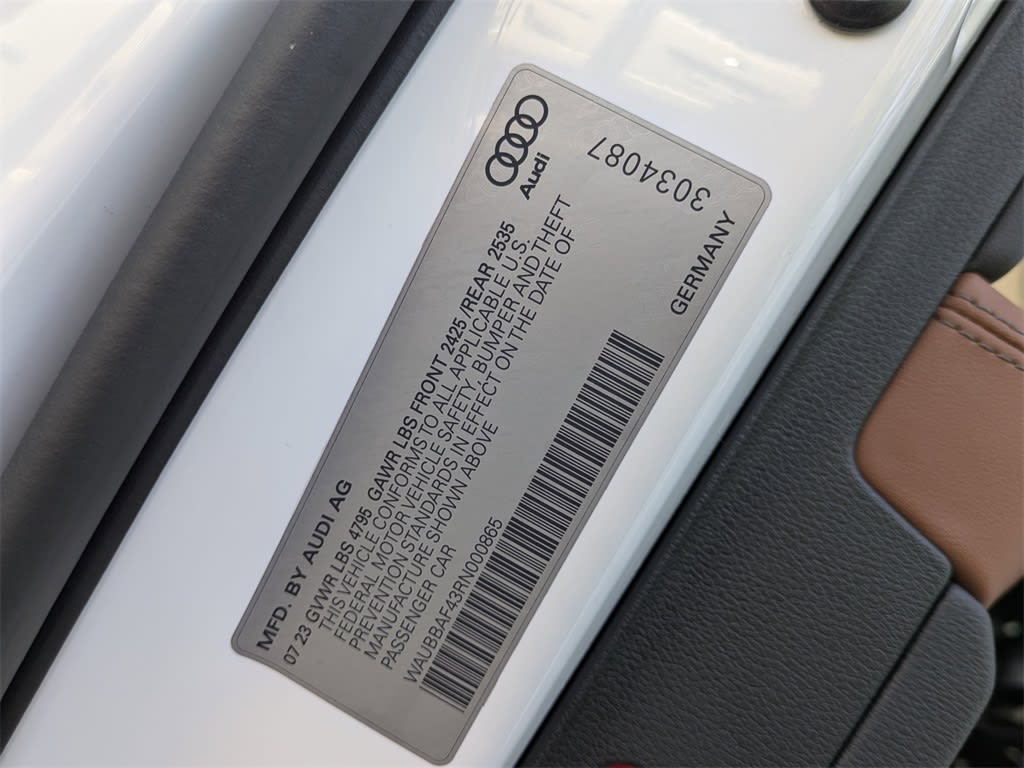 Audi
MFD. BY AUDI AG
07 23 GVWR LBS 4795 GAWR LBS FRONT 2425 /REAR 2535
THIS VEHICLE CONFORMS TO ALL APPLICABLE U.S.
FEDERAL MOTOR VEHICLE SAFETY, BUMPER AND THEFT
PREVENTION STANDARDS IN EFFECT ON THE DATE OF
MANUFACTURE SHOWN ABOVE
PASSENGER CAR
WAUBBAF43RN000865
GERMANY
3034087